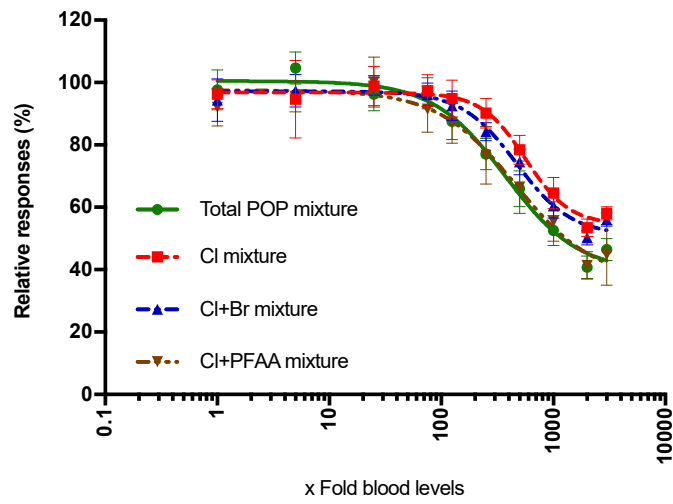 120
100
80
60
40
20
0
Relative responses (%)
Total POP mixture
Cl mixture
Cl+Br mixture
Cl+PFAA mixture
0.1
1
10
100
1000
10000
x Fold blood levels